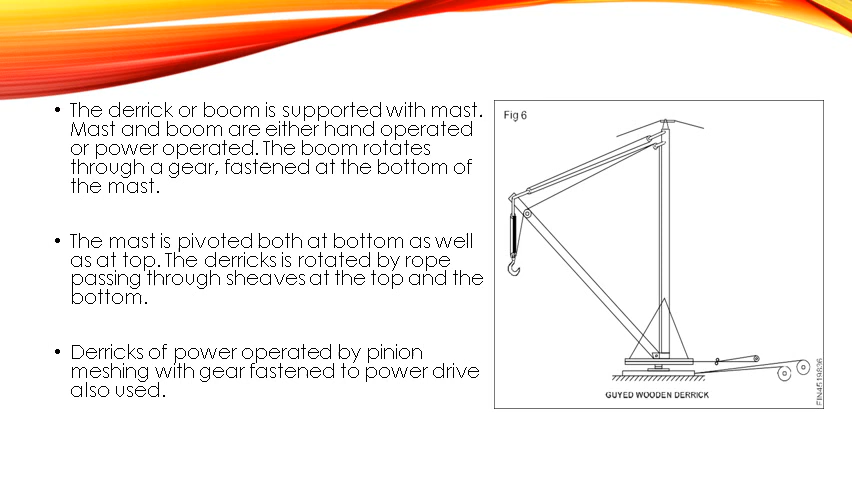 • The derrick or boom is supported with mast.
Mast and boom are either hand operated
or power operated. The boom rotates
through a gear, fastened at the bottom of
the mast.
• The mast is pivoted both at bottom as well
as at top. The derricks is rotated by rope
passing through sheaves at the top and the
bottom.
• Derricks of power operated by pinion
meshing with gear fastened to power drive
also used.
Fig 6
GUYED WOODEN DERRICK